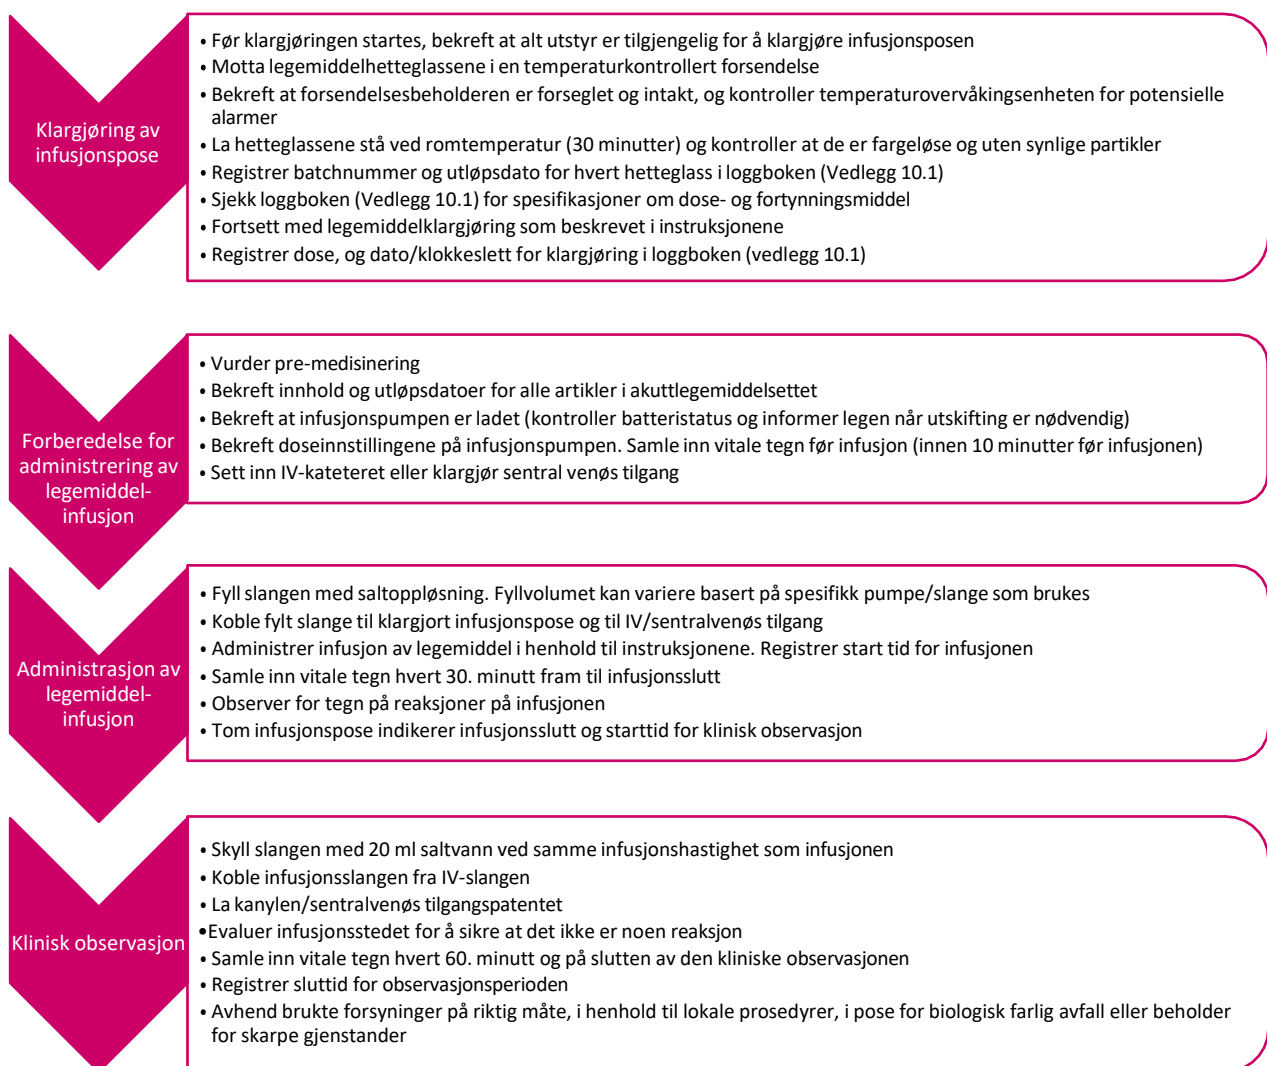 Klargjøring av
infusjonspose
• Før klargjøringen startes, bekreft at alt utstyr er tilgjengelig for å klargjøre infusjonsposen
• Motta legemiddelhetteglassene i en temperaturkontrollert forsendelse
• Bekreft at forsendelsesbeholderen er forseglet og intakt, og kontroller temperaturovervåkingsenheten for potensielle
alarmer
• La hetteglassene stå ved romtemperatur (30 minutter) og kontroller at de er fargeløse og uten synlige partikler
• Registrer batchnummer og utløpsdato for hvert hetteglass i loggboken (Vedlegg 10.1)
• Sjekk loggboken (Vedlegg 10.1) for spesifikasjoner om dose- og fortynningsmiddel
• Fortsett med legemiddelklargjøring som beskrevet i instruksjonene
• Registrer dose, og dato/klokkeslett for klargjøring i loggboken (vedlegg 10.1)
Forberedelse for
administrering av
legemiddel-
infusjon
• Vurder pre-medisinering
• Bekreft innhold og utløpsdatoer for alle artikler i akuttlegemiddelsettet
• Bekreft at infusjonspumpen er ladet (kontroller batteristatus og informer legen når utskifting er nødvendig)
• Bekreft doseinnstillingene på infusjonspumpen. Samle inn vitale tegn før infusjon (innen 10 minutter før infusjonen)
• Sett inn IV-kateteret eller klargjør sentral venøs tilgang
Administrasjon av
legemiddel-
infusjon
• Fyll slangen med saltoppløsning. Fyllvolumet kan variere basert på spesifikk pumpe/slange som brukes
• Koble fylt slange til klargjort infusjonspose og til IV/sentralvenøs tilgang
• Administrer infusjon av legemiddel i henhold til instruksjonene. Registrer start tid for infusjonen
• Samle inn vitale tegn hvert 30. minutt fram til infusjonsslutt
• Observer for tegn på reaksjoner på infusjonen
• Tom infusjonspose indikerer infusjonsslutt og starttid for klinisk observasjon
Klinisk observasjon
• Skyll slangen med 20 ml saltvann ved samme infusjonshastighet som infusjonen
• Koble infusjonsslangen fra IV-slangen
• La kanylen/sentralvenøs tilgangspatentet
•Evaluer infusjonsstedet for å sikre at det ikke er noen reaksjon
• Samle inn vitale tegn hvert 60. minutt og på slutten av den kliniske observasjonen
• Registrer sluttid for observasjonsperioden
• Avhend brukte forsyninger på riktig måte, i henhold til lokale prosedyrer, i pose for biologisk farlig avfall eller beholder
for skarpe gjenstander